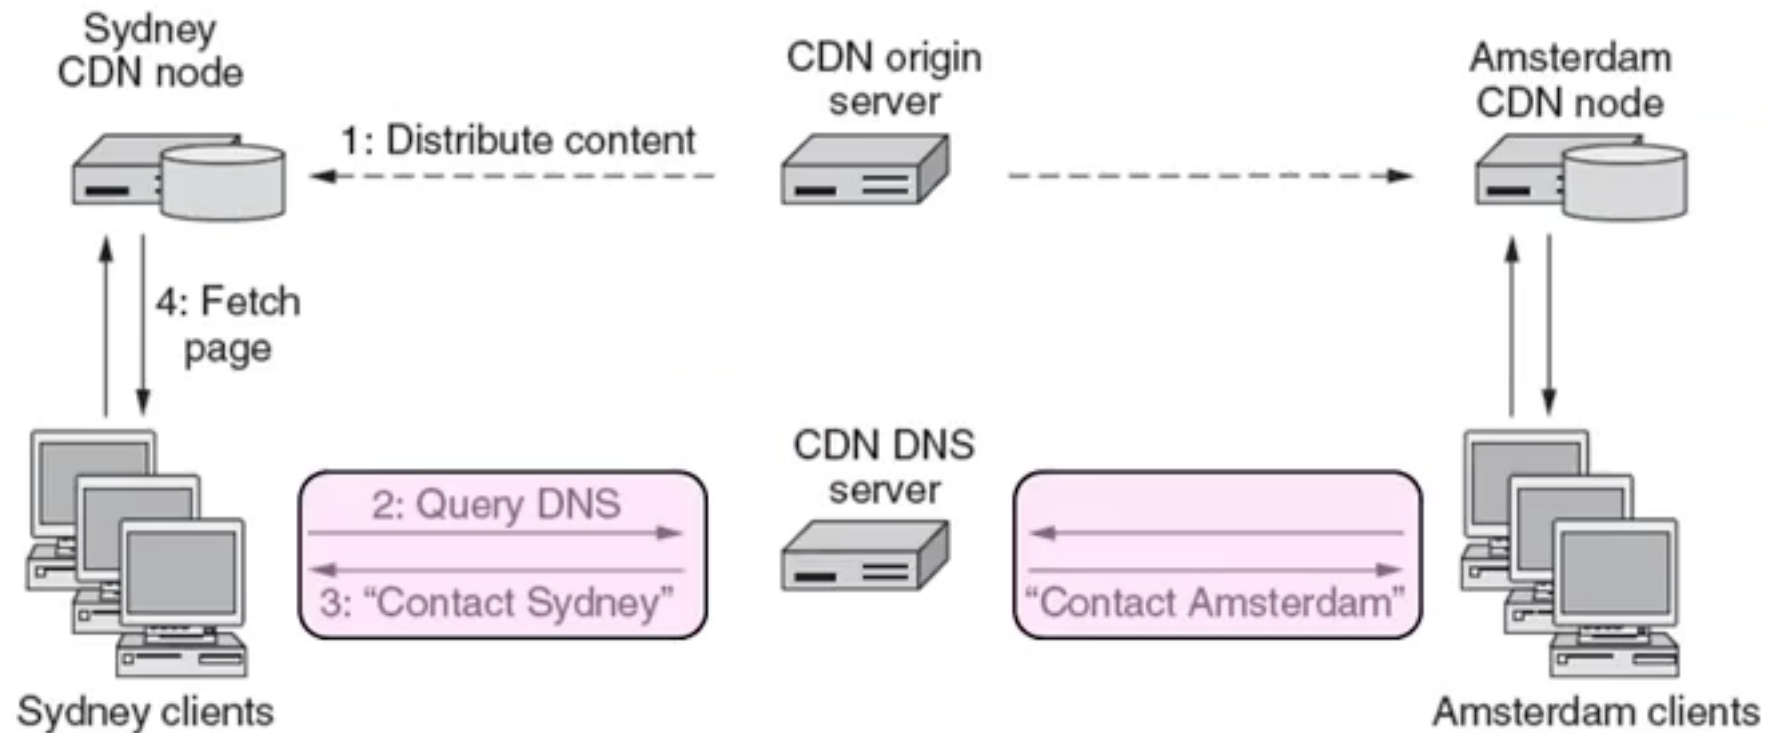 Sydney
CDN node
CDN origin
server
Amsterdam
CDN node
1: Distribute content
4: Fetch
page
CDN DNS
server
2: Query DNS
3: “Contact Sydney”
“Contact Amsterdam”
Sydney clients
Amsterdam clients